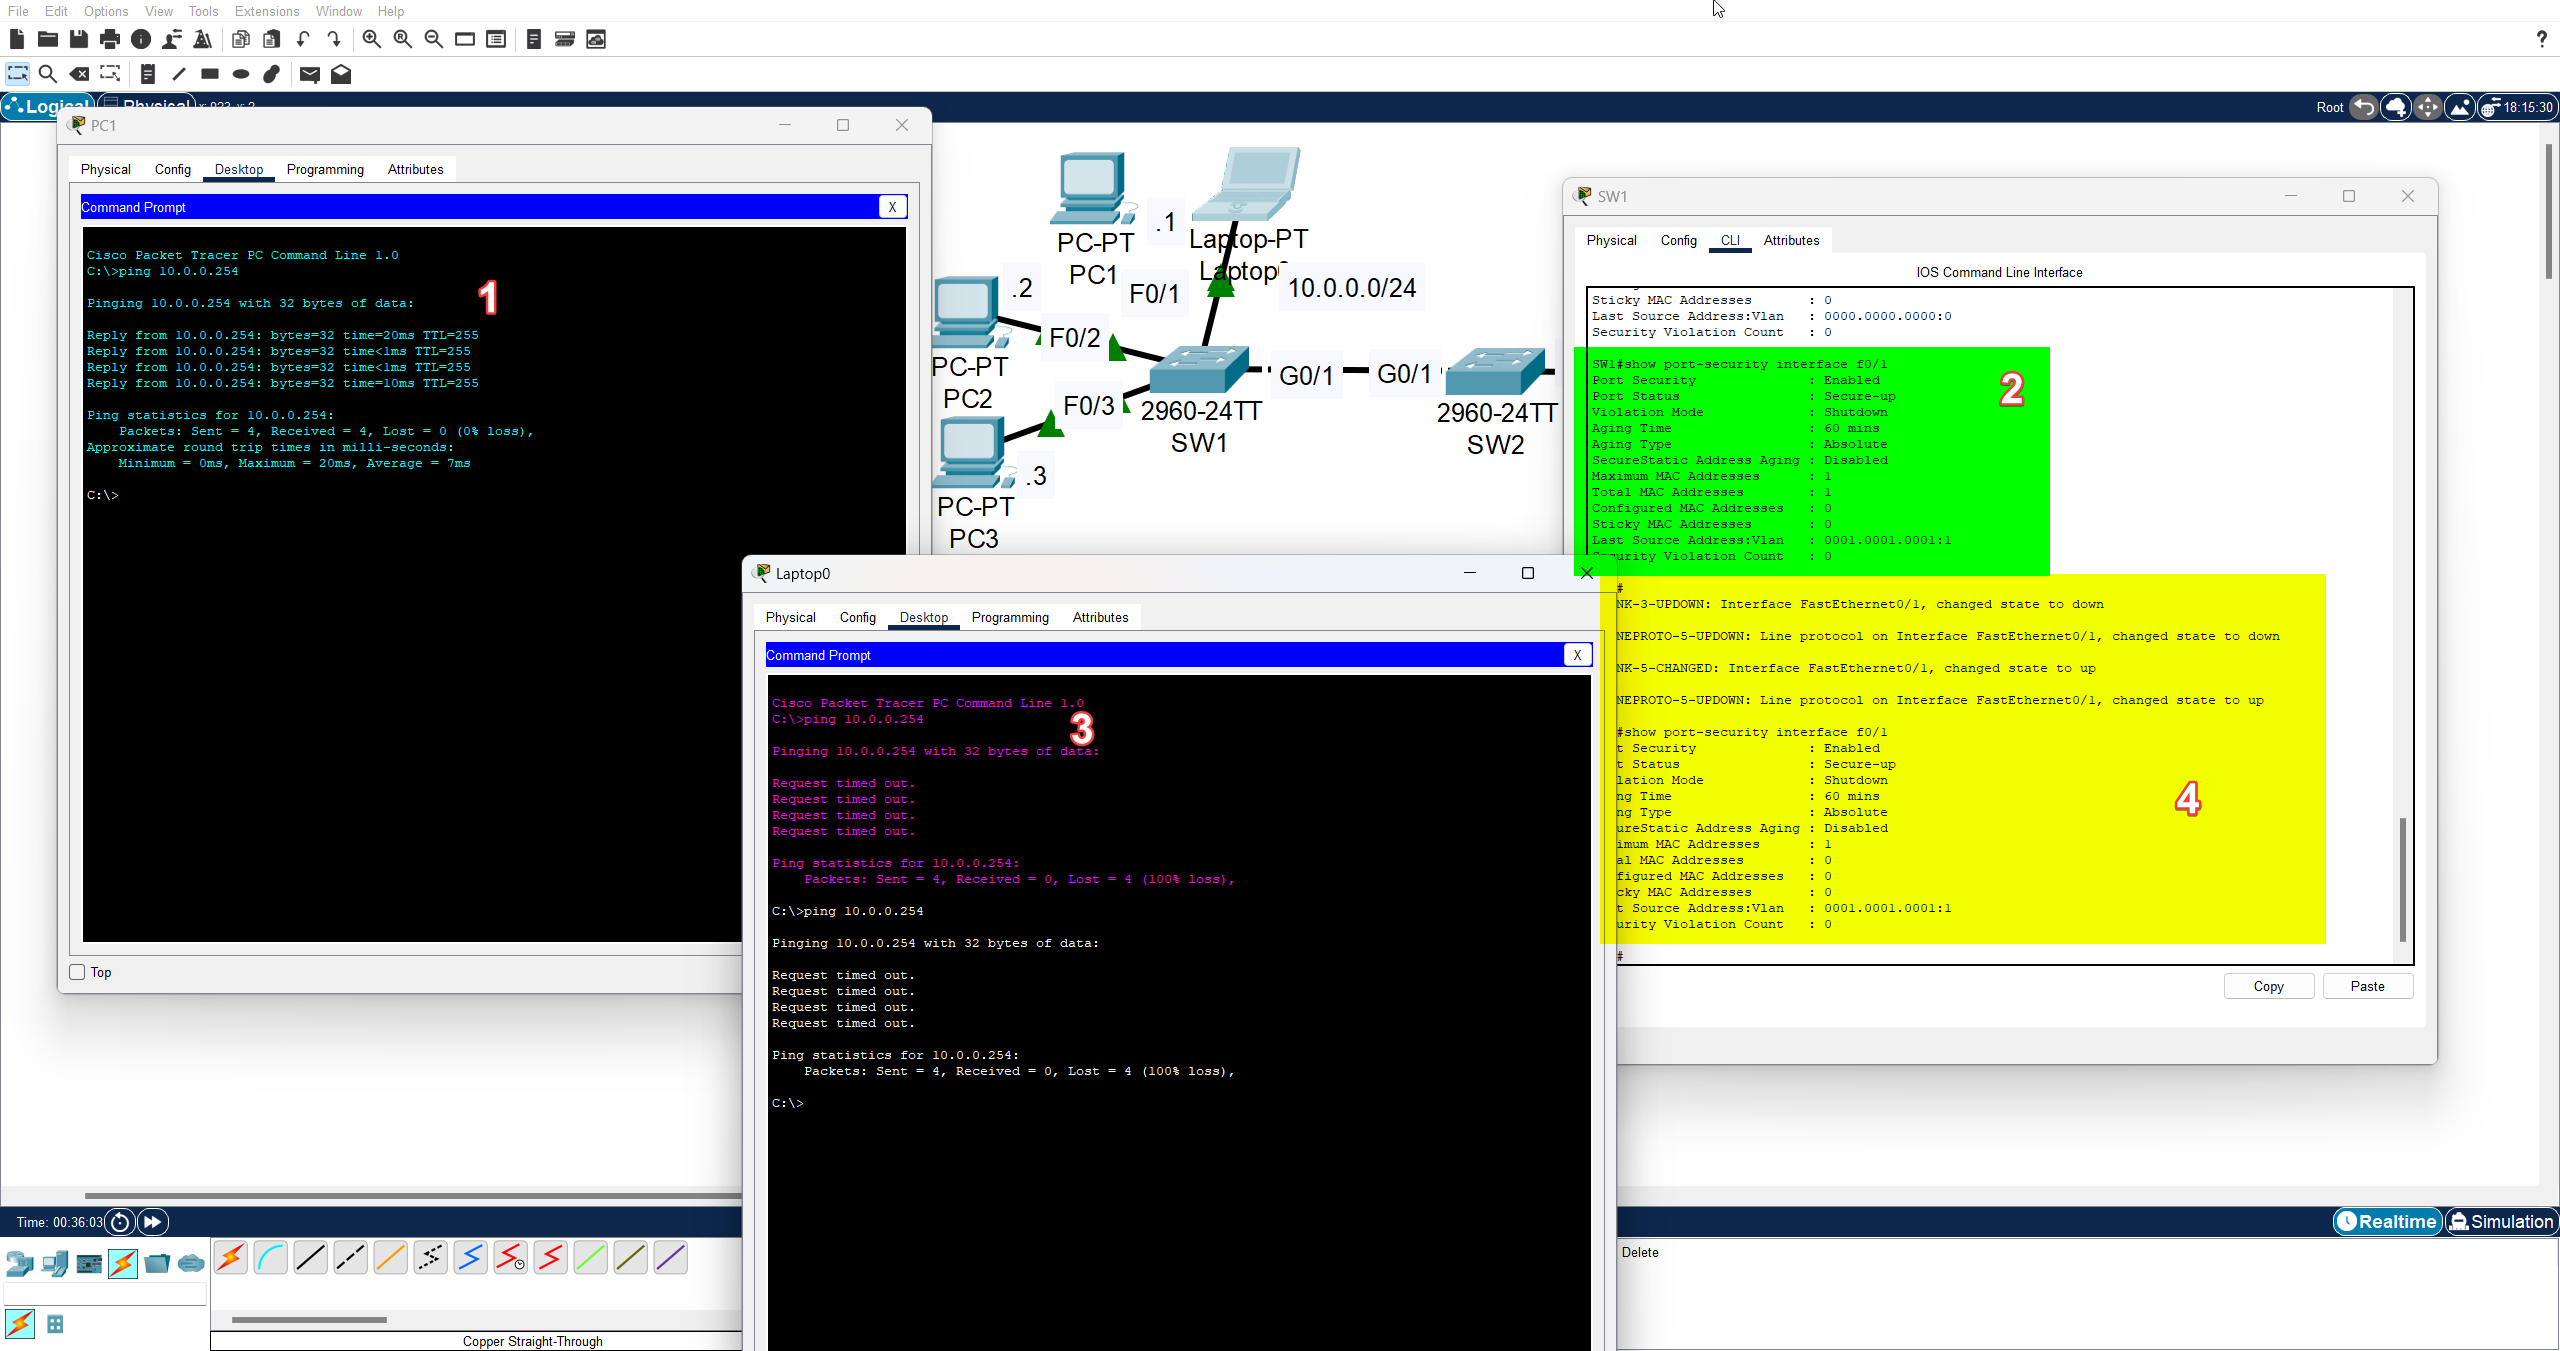 File Edit Options View Tools Extensions Window Help
Root 18:15:30
PC1
Physical Config Desktop Programming Attributes
Command Prompt X
Cisco Packet Tracer PC Command Line 1.0
C:\>ping 10.0.0.254
Pinging 10.0.0.254 with 32 bytes of data:
1
Reply from 10.0.0.254: bytes=32 time=20ms TTL=255
Reply from 10.0.0.254: bytes=32 time<1ms TTL=255
Reply from 10.0.0.254: bytes=32 time<1ms TTL=255
Reply from 10.0.0.254: bytes=32 time=10ms TTL=255
Ping statistics for 10.0.0.254:
Packets: Sent = 4, Received = 4, Lost = 0 (0% loss),
Approximate round trip times in milli-seconds:
Minimum = 0ms, Maximum = 20ms, Average = 7ms
C:\>
Top
.1
PC-PT
PC1
Laptop-PT
Laptop
F0/1
10.0.0.0/24
.2
F0/2
PC-PT
PC2
F0/3
.3
PC-PT
PC3
2960-24TT
SW1
G0/1
G0/1
2960-24TT
SW2
SW1
Physical Config CLI Attributes
IOS Command Line Interface
Sticky MAC Addresses : 0
Last Source Address:Vlan : 0000.0000.0000:0
Security Violation Count : 0
SW1#show port-security interface f0/1
Port Security : Enabled
Port Status : Secure-up
Violation Mode : Shutdown
Aging Time : 60 mins
Aging Type : Absolute
SecureStatic Address Aging : Disabled
Maximum MAC Addresses : 1
Total MAC Addresses : 1
Configured MAC Addresses : 0
Sticky MAC Addresses : 0
Last Source Address:Vlan : 0001.0001.0001:1
Security Violation Count : 0
2
#
NK-3-UPDOWN: Interface FastEthernet0/1, changed state to down
NEPROTO-5-UPDOWN: Line protocol on Interface FastEthernet0/1, changed state to down
NK-5-CHANGED: Interface FastEthernet0/1, changed state to up
NEPROTO-5-UPDOWN: Line protocol on Interface FastEthernet0/1, changed state to up
#show port-security interface f0/1
t Security : Enabled
t Status : Secure-up
lation Mode : Shutdown
ng Time : 60 mins
ng Type : Absolute
ureStatic Address Aging : Disabled
imum MAC Addresses : 1
al MAC Addresses : 0
figured MAC Addresses : 0
cky MAC Addresses : 0
t Source Address:Vlan : 0001.0001.0001:1
urity Violation Count : 0
4
#
Copy Paste
Laptop0
Physical Config Desktop Programming Attributes
Command Prompt X
Cisco Packet Tracer PC Command Line 1.0
C:\>ping 10.0.0.254
3
Pinging 10.0.0.254 with 32 bytes of data:
Request timed out.
Request timed out.
Request timed out.
Request timed out.
Ping statistics for 10.0.0.254:
Packets: Sent = 4, Received = 0, Lost = 4 (100% loss),
C:\>ping 10.0.0.254
Pinging 10.0.0.254 with 32 bytes of data:
Request timed out.
Request timed out.
Request timed out.
Request timed out.
Ping statistics for 10.0.0.254:
Packets: Sent = 4, Received = 0, Lost = 4 (100% loss),
C:\>
Time: 00:36:03
Realtime Simulation
Delete
Copper Straight-Through